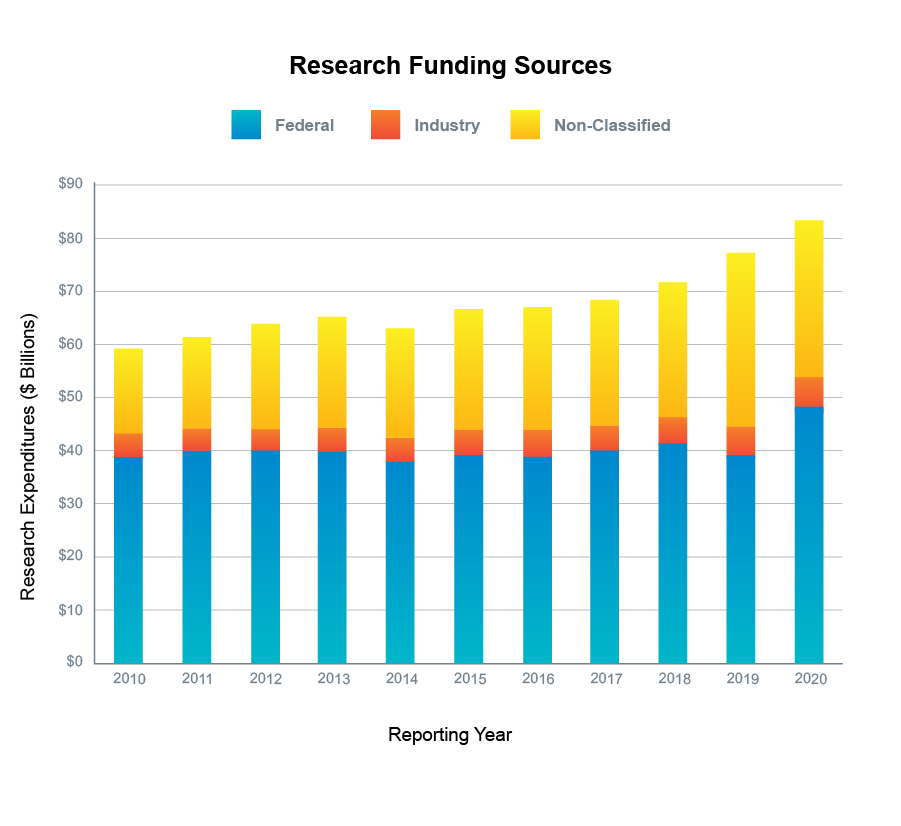 Research Funding Sources
Federal Industry Non-Classified
$90
$80
$70
$60
$50
$40
$30
$20
$10
$0
Research Expenditures ($ Billions)
2010 2011 2012 2013 2014 2015 2016 2017 2018 2019 2020
Reporting Year